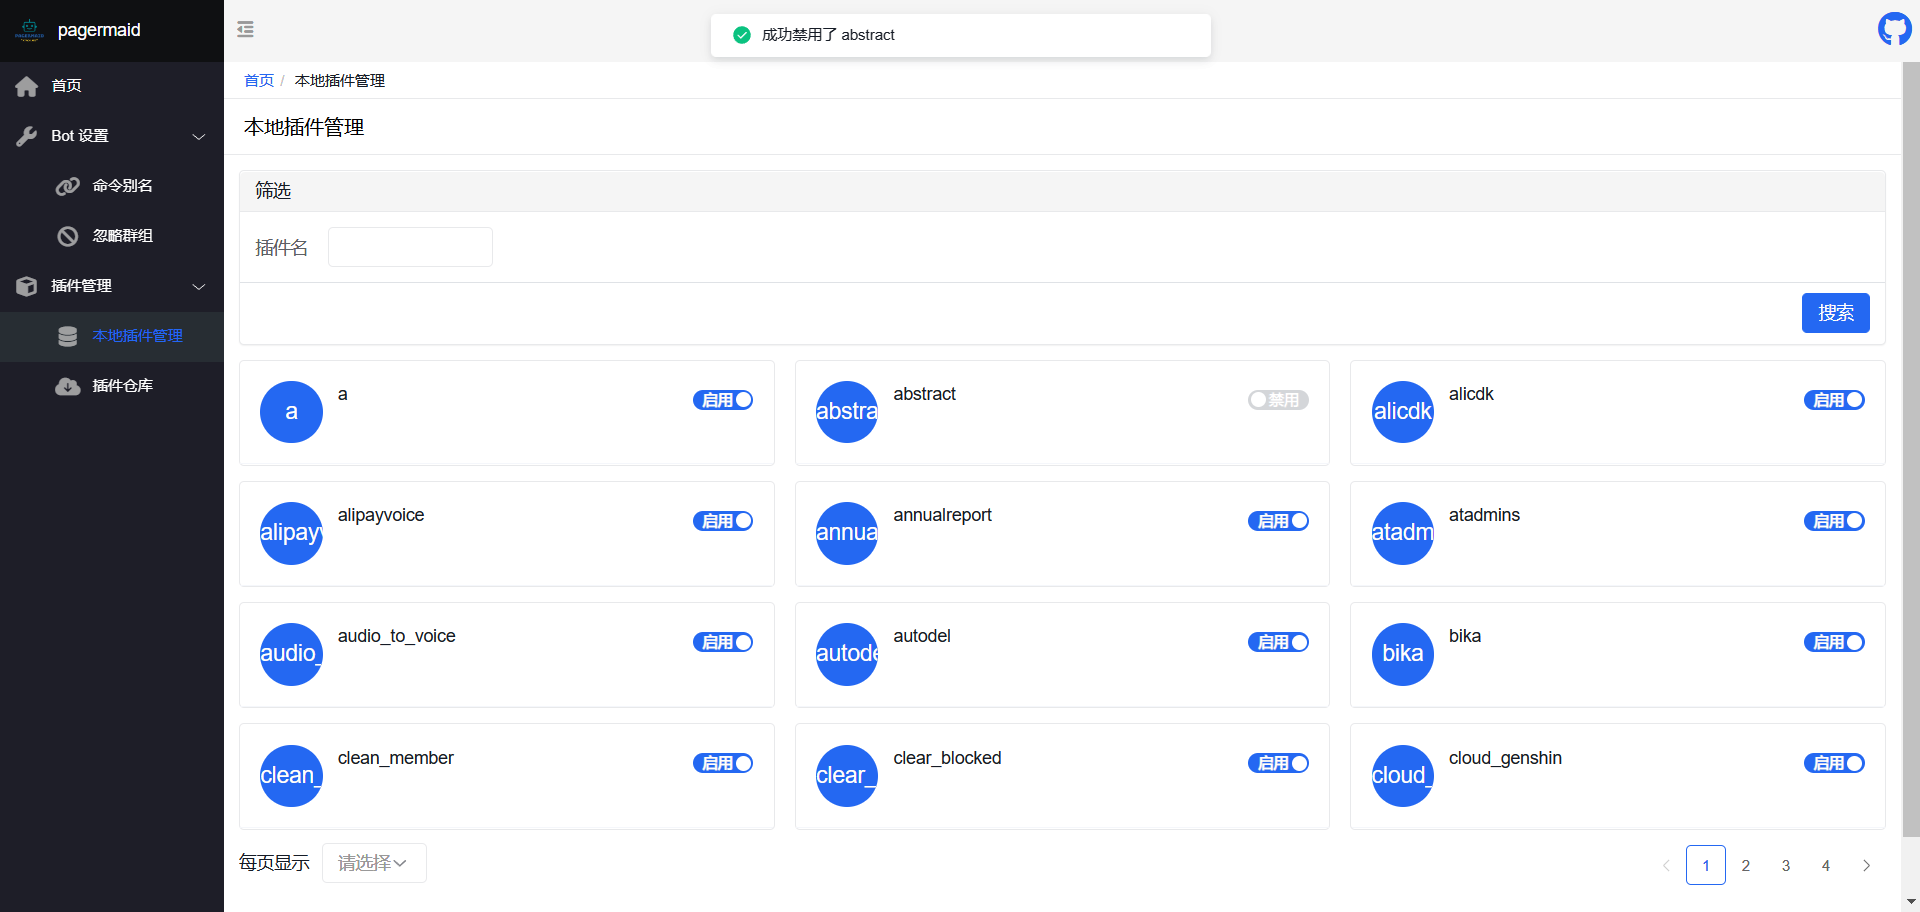 pagermaid
成功禁用了 abstract
首页
Bot 设置
命令别名
忽略群组
插件管理
本地插件管理
插件仓库
首页 / 本地插件管理
本地插件管理
筛选
插件名
搜索
a
a
启用
abstra
abstract
禁用
alicdk
alicdk
启用
alipay
alipayvoice
启用
annua
annualreport
启用
atadm
atadmins
启用
audio_
audio_to_voice
启用
autode
autodel
启用
bika
bika
启用
clean_
clean_member
启用
clear_
clear_blocked
启用
cloud_
cloud_genshin
启用
每页显示 请选择
1 2 3 4